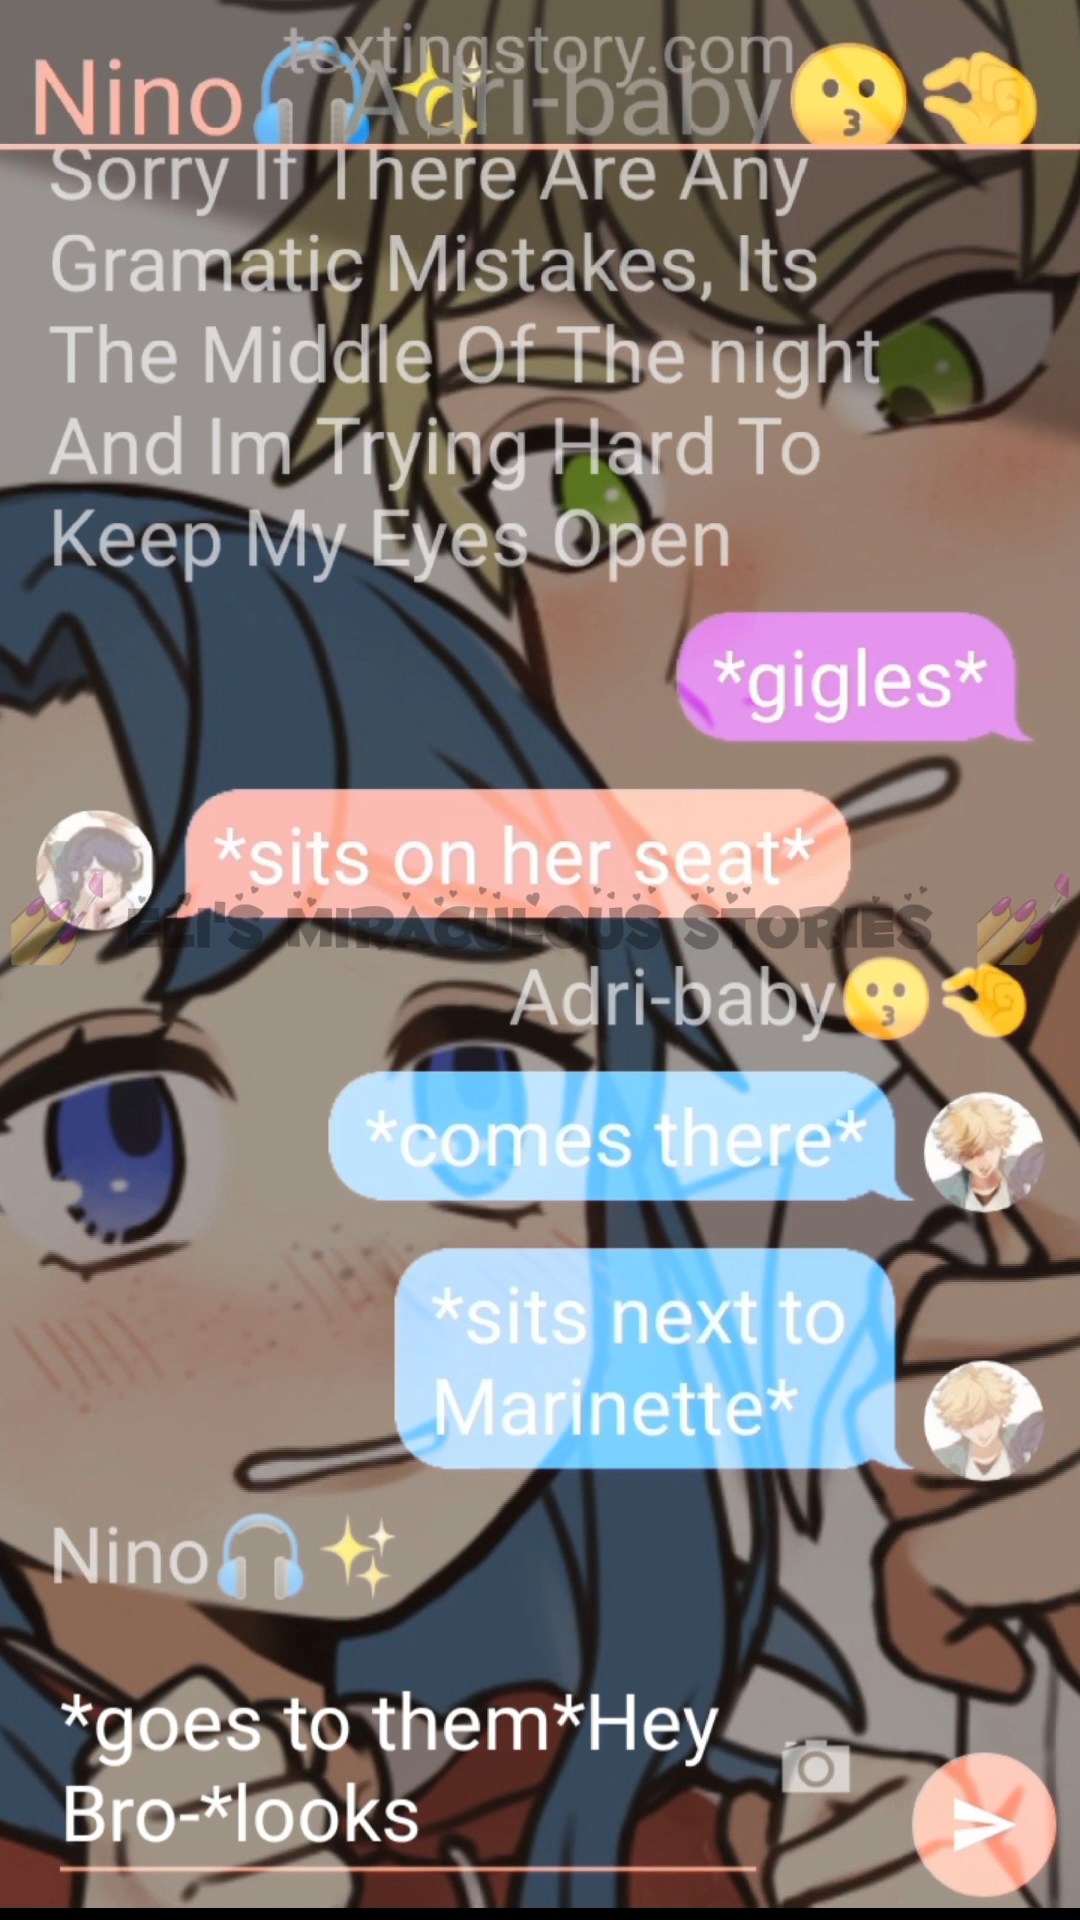 textingstory.com
Nino🎧✨
Adri-baby😗🤏
Sorry If There Are Any
Gramatic Mistakes, Its
The Middle Of The night
And Im Trying Hard To
Keep My Eyes Open
*gigles*
*sits on her seat*
💅 ELI'S MIRACULOUS STORIES 💅
Adri-baby😗🤏
*comes there*
*sits next to
Marinette*
Nino🎧✨
*goes to them*Hey
Bro-*looks